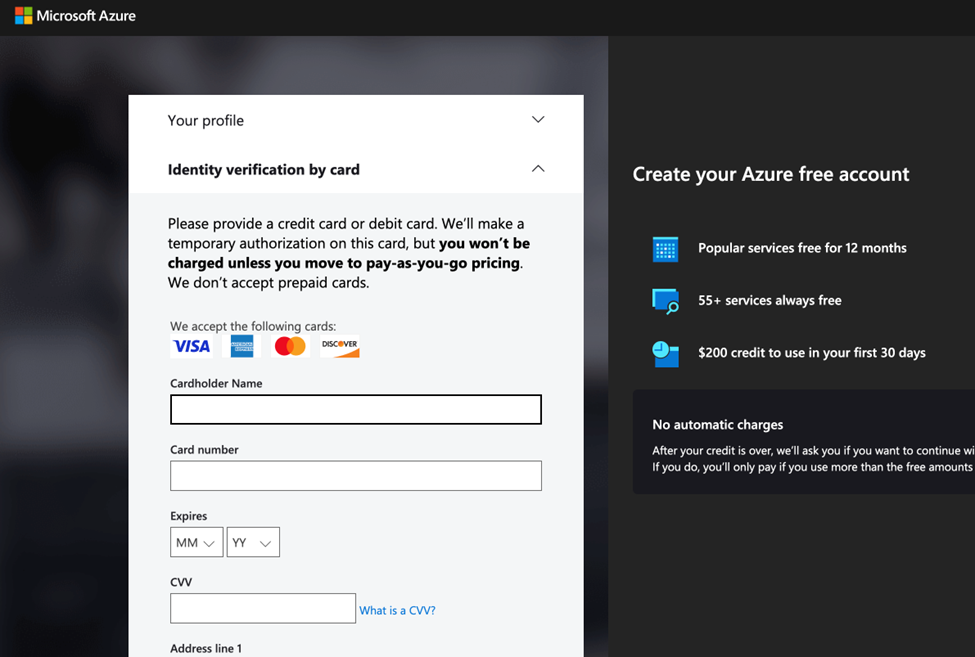 Microsoft Azure
Your profile
Identity verification by card
Please provide a credit card or debit card. We'll make a
temporary authorization on this card, but you won't be
charged unless you move to pay-as-you-go pricing.
We don't accept prepaid cards.
We accept the following cards:
VISA AMERICAN EXPRESS DISCOVER
Cardholder Name
Card number
Expires
MM YY
CVV
What is a CVV?
Address line 1
Create your Azure free account
Popular services free for 12 months
55+ services always free
$200 credit to use in your first 30 days
No automatic charges
After your credit is over, we'll ask you if you want to continue wi
If you do, you'll only pay if you use more than the free amounts